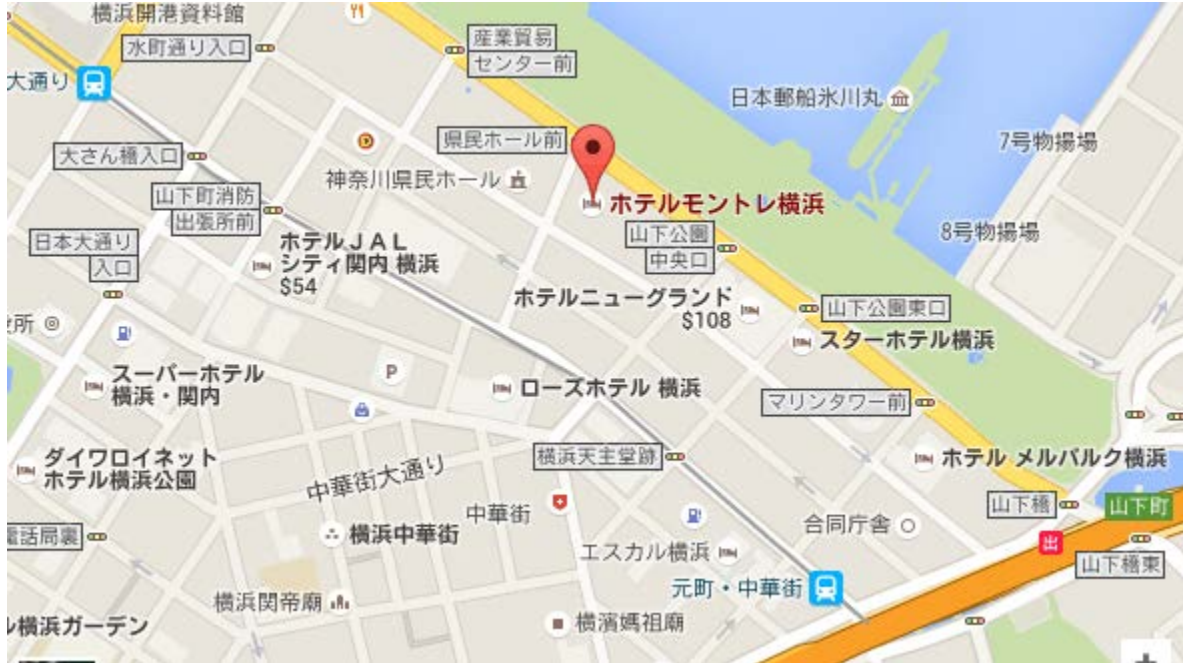 横浜開港資料館
水町通り入口
産業貿易
センター前
大通り
日本郵船氷川丸
7号物揚場
県民ホール前
大さん橋入口
神奈川県民ホール
山下町消防
出張所前
ホテルモントレ横浜
日本大通り
入口
ホテルJAL
シティ関内 横浜
$54
山下公園
中央口
8号物揚場
ホテルニューグランド
$108
山下公園東口
スターホテル横浜
所
P
スーパーホテル
横浜・関内
ローズホテル 横浜
マリンタワー前
ダイワロイネット
ホテル横浜公園
中華街大通り
横浜天主堂跡
ホテル メルパルク横浜
中華街
山下橋
山下町
電話局裏
横浜中華街
合同庁舎
出
エスカル横浜
山下橋東
元町・中華街
横浜関帝廟
横濱媽祖廟
横浜ガーデン